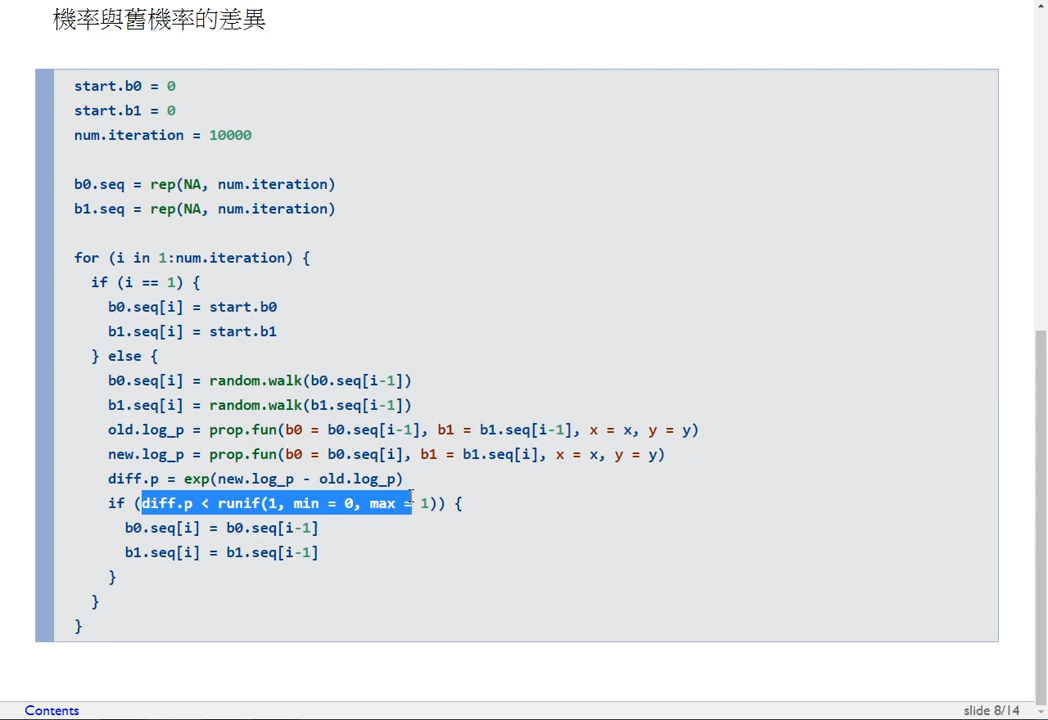 機率與舊機率的差異
start.b0 = 0
start.b1 = 0
num.iteration = 10000
b0.seq = rep(NA, num.iteration)
b1.seq = rep(NA, num.iteration)
for (i in 1:num.iteration) {
if (i == 1) {
b0.seq[i] = start.b0
b1.seq[i] = start.b1
} else {
b0.seq[i] = random.walk(b0.seq[i-1])
b1.seq[i] = random.walk(b1.seq[i-1])
old.log_p = prop.fun(b0 = b0.seq[i-1], b1 = b1.seq[i-1], x = x, y = y)
new.log_p = prop.fun(b0 = b0.seq[i], b1 = b1.seq[i], x = x, y = y)
diff.p = exp(new.log_p - old.log_p)
if (diff.p < runif(1, min = 0, max = 1)) {
b0.seq[i] = b0.seq[i-1]
b1.seq[i] = b1.seq[i-1]
}
}
}
Contents
slide 8/14